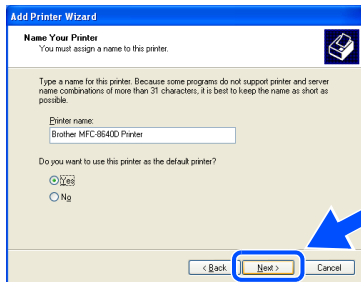 Add Printer Wizard
Name Your Printer
You must assign a name to this printer.
Type a name for this printer. Because some programs do not support printer and server
name combinations of more than 31 characters, it is best to keep the name as short as
possible.
Printer name:
Brother MFC-8640D Printer
Do you want to use this printer as the default printer?
Yes
No
< Back
Next >
Cancel